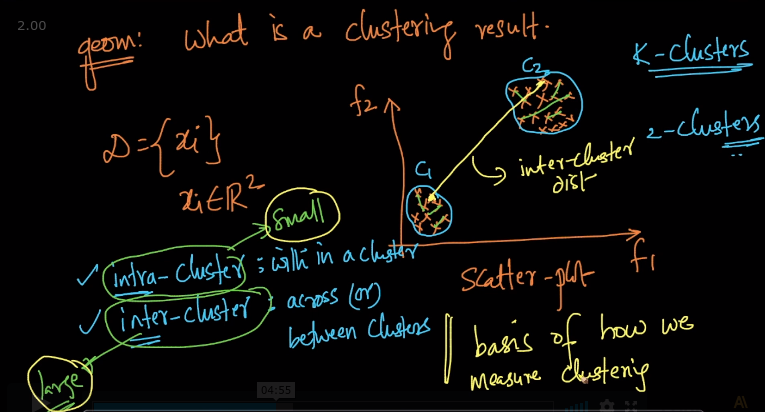 2.00
geom: What is a clustering result.
K-clusters
2-clusters
D = {xi}
xi ∈ R²
f2
C2
C1
inter-cluster
dist
f1
scatter-plot
small
✓ intra-cluster : with in a cluster
✓ inter-cluster : across (or)
between clusters
large
basis of how we
measure clustering
04:55